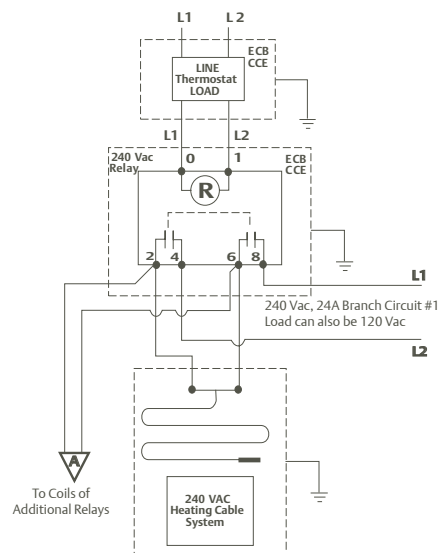 L1 L 2
ECB
CCE
LINE
Thermostat
LOAD
L1 L2
240 Vac
Relay
0 1
ECB
CCE
R
2 4 6 8
L1
240 Vac, 24A Branch Circuit #1
Load can also be 120 Vac
L2
A
To Coils of
Additional Relays
240 VAC
Heating Cable
System